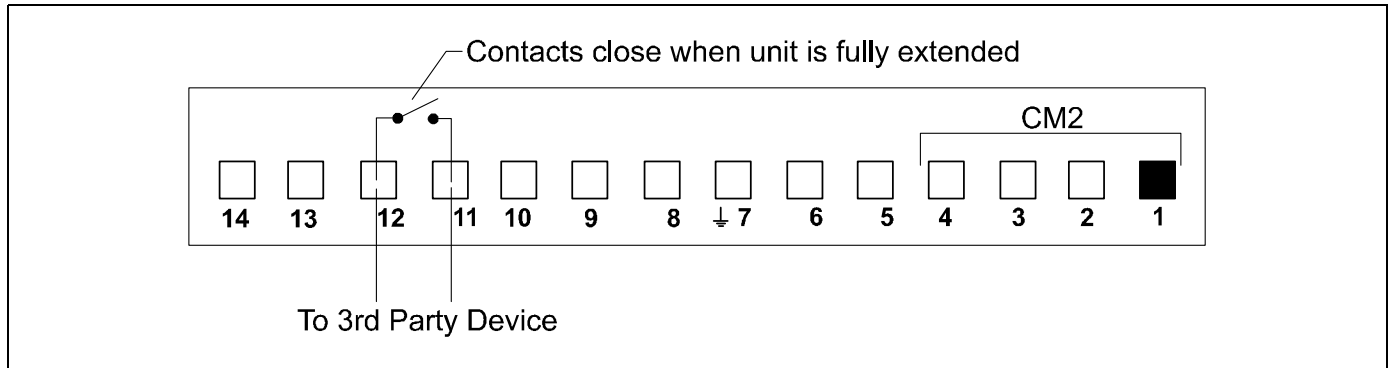 Contacts close when unit is fully extended
CM2
14 13 12 11 10 9 8 ⏚ 7 6 5 4 3 2 1
To 3rd Party Device